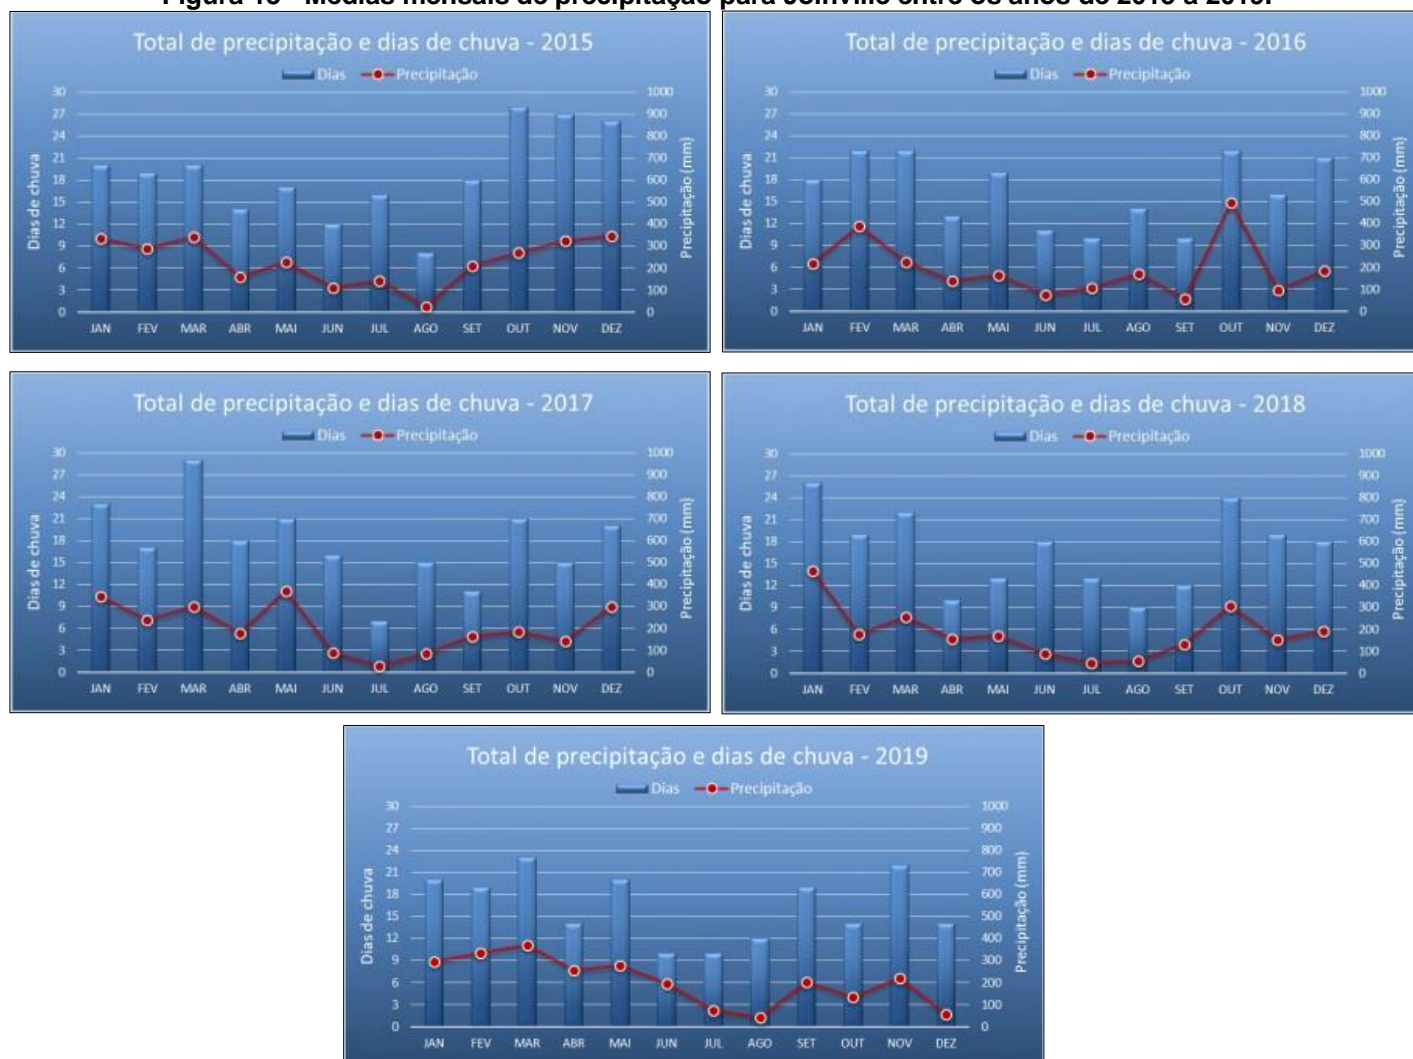 Figura 15 - Médias mensais de precipitação para Joinville entre os anos de 2015 a 2019.
Total de precipitação e dias de chuva - 2015
Dias Precipitação
Dias de chuva
30 27 24 21 18 15 12 9 6 3 0
1000 900 800 700 600 500 400 300 200 100 0
Precipitação (mm)
JAN FEV MAR ABR MAI JUN JUL AGO SET OUT NOV DEZ
Total de precipitação e dias de chuva - 2016
Dias Precipitação
Dias de chuva
30 27 24 21 18 15 12 9 6 3 0
1000 900 800 700 600 500 400 300 200 100 0
Precipitação (mm)
JAN FEV MAR ABR MAI JUN JUL AGO SET OUT NOV DEZ
Total de precipitação e dias de chuva - 2017
Dias Precipitação
Dias de chuva
30 27 24 21 18 15 12 9 6 3 0
1000 900 800 700 600 500 400 300 200 100 0
Precipitação (mm)
JAN FEV MAR ABR MAI JUN JUL AGO SET OUT NOV DEZ
Total de precipitação e dias de chuva - 2018
Dias Precipitação
Dias de chuva
30 27 24 21 18 15 12 9 6 3 0
1000 900 800 700 600 500 400 300 200 100 0
Precipitação (mm)
JAN FEV MAR ABR MAI JUN JUL AGO SET OUT NOV DEZ
Total de precipitação e dias de chuva - 2019
Dias Precipitação
Dias de chuva
30 27 24 21 18 15 12 9 6 3 0
1000 900 800 700 600 500 400 300 200 100 0
Precipitação (mm)
JAN FEV MAR ABR MAI JUN JUL AGO SET OUT NOV DEZ